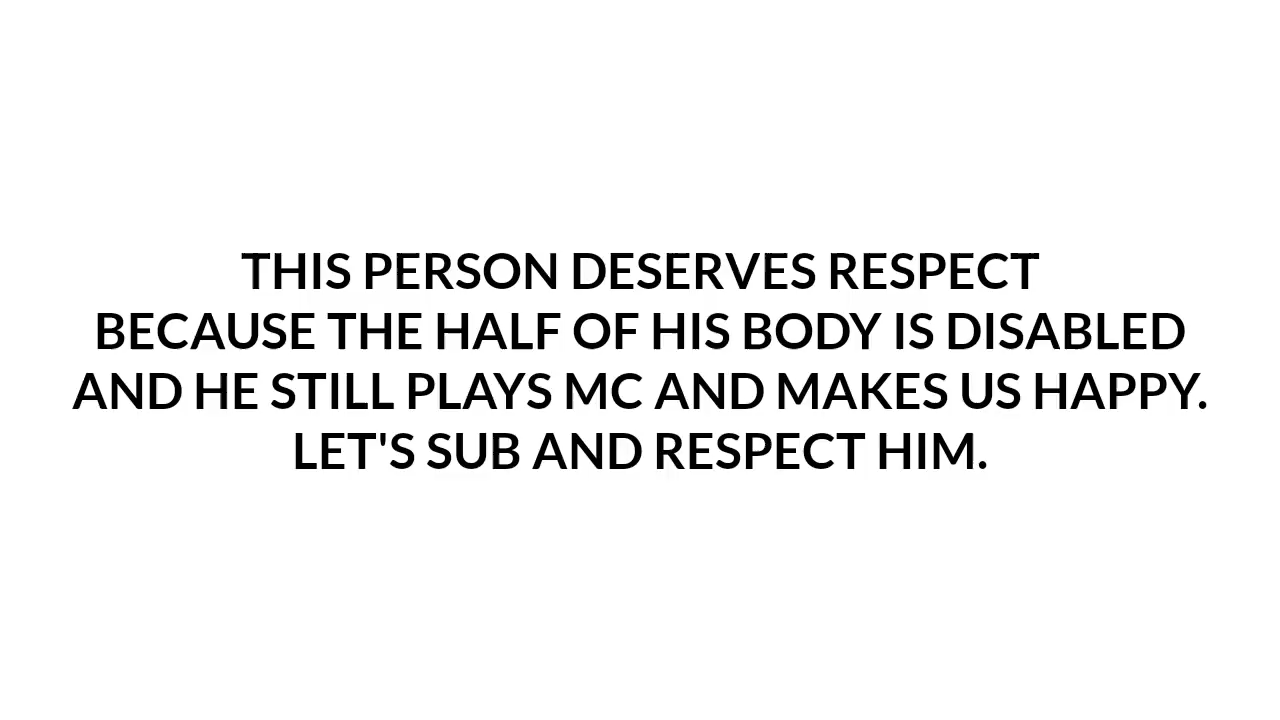 THIS PERSON DESERVES RESPECT
BECAUSE THE HALF OF HIS BODY IS DISABLED
AND HE STILL PLAYS MC AND MAKES US HAPPY.
LET'S SUB AND RESPECT HIM.